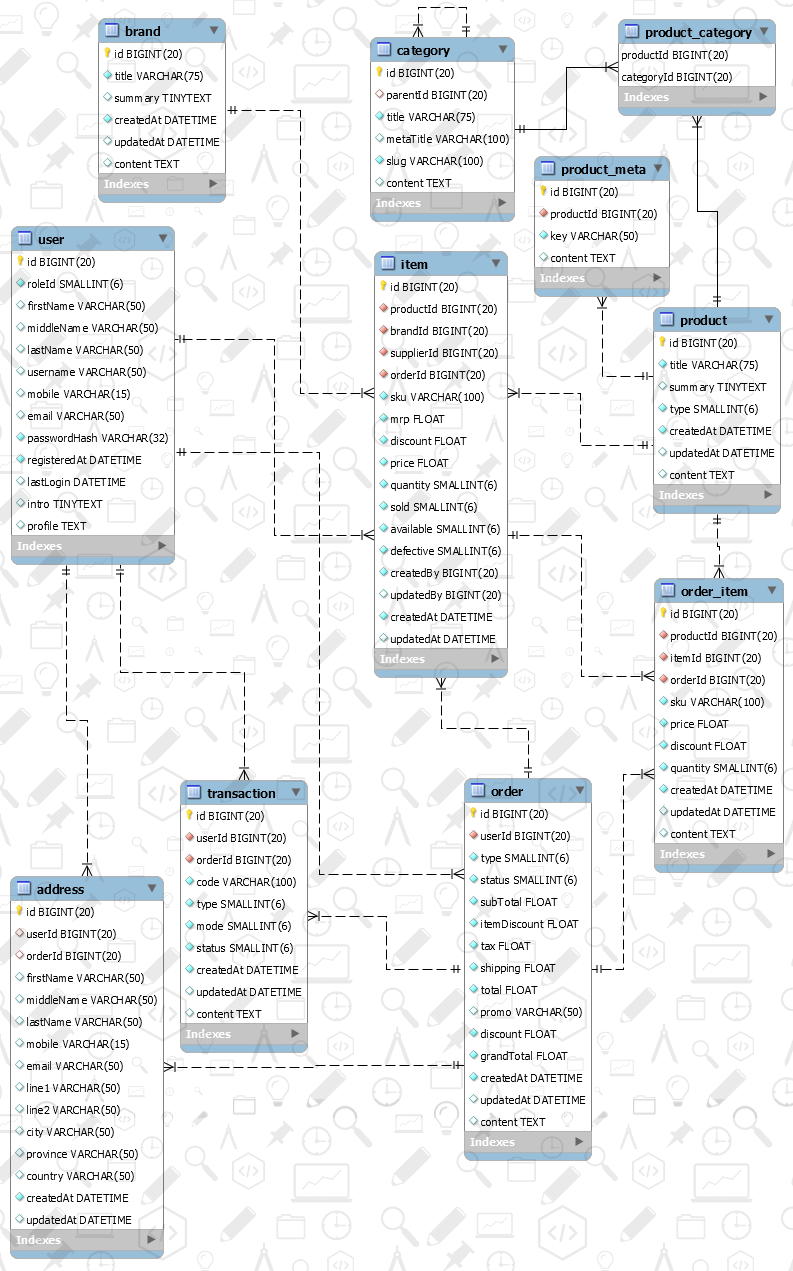 brand
id BIGINT(20)
title VARCHAR(75)
summary TINYTEXT
createdAt DATETIME
updatedAt DATETIME
content TEXT
Indexes
category
id BIGINT(20)
parentId BIGINT(20)
title VARCHAR(75)
metaTitle VARCHAR(100)
slug VARCHAR(100)
content TEXT
Indexes
product_category
productId BIGINT(20)
categoryId BIGINT(20)
Indexes
product_meta
id BIGINT(20)
productId BIGINT(20)
key VARCHAR(50)
content TEXT
Indexes
user
id BIGINT(20)
roleId SMALLINT(6)
firstName VARCHAR(50)
middleName VARCHAR(50)
lastName VARCHAR(50)
username VARCHAR(50)
mobile VARCHAR(15)
email VARCHAR(50)
passwordHash VARCHAR(32)
registeredAt DATETIME
lastLogin DATETIME
intro TINYTEXT
profile TEXT
Indexes
item
id BIGINT(20)
productId BIGINT(20)
brandId BIGINT(20)
supplierId BIGINT(20)
orderId BIGINT(20)
sku VARCHAR(100)
mrp FLOAT
discount FLOAT
price FLOAT
quantity SMALLINT(6)
sold SMALLINT(6)
available SMALLINT(6)
defective SMALLINT(6)
createdBy BIGINT(20)
updatedBy BIGINT(20)
createdAt DATETIME
updatedAt DATETIME
Indexes
product
id BIGINT(20)
title VARCHAR(75)
summary TINYTEXT
type SMALLINT(6)
createdAt DATETIME
updatedAt DATETIME
content TEXT
Indexes
order_item
id BIGINT(20)
productId BIGINT(20)
itemId BIGINT(20)
orderId BIGINT(20)
sku VARCHAR(100)
price FLOAT
discount FLOAT
quantity SMALLINT(6)
createdAt DATETIME
updatedAt DATETIME
content TEXT
Indexes
transaction
id BIGINT(20)
userId BIGINT(20)
orderId BIGINT(20)
code VARCHAR(100)
type SMALLINT(6)
mode SMALLINT(6)
status SMALLINT(6)
createdAt DATETIME
updatedAt DATETIME
content TEXT
Indexes
order
id BIGINT(20)
userId BIGINT(20)
type SMALLINT(6)
status SMALLINT(6)
subTotal FLOAT
itemDiscount FLOAT
tax FLOAT
shipping FLOAT
total FLOAT
promo VARCHAR(50)
discount FLOAT
grandTotal FLOAT
createdAt DATETIME
updatedAt DATETIME
content TEXT
Indexes
address
id BIGINT(20)
userId BIGINT(20)
orderId BIGINT(20)
firstName VARCHAR(50)
middleName VARCHAR(50)
lastName VARCHAR(50)
mobile VARCHAR(15)
email VARCHAR(50)
line1 VARCHAR(50)
line2 VARCHAR(50)
city VARCHAR(50)
province VARCHAR(50)
country VARCHAR(50)
createdAt DATETIME
updatedAt DATETIME
Indexes